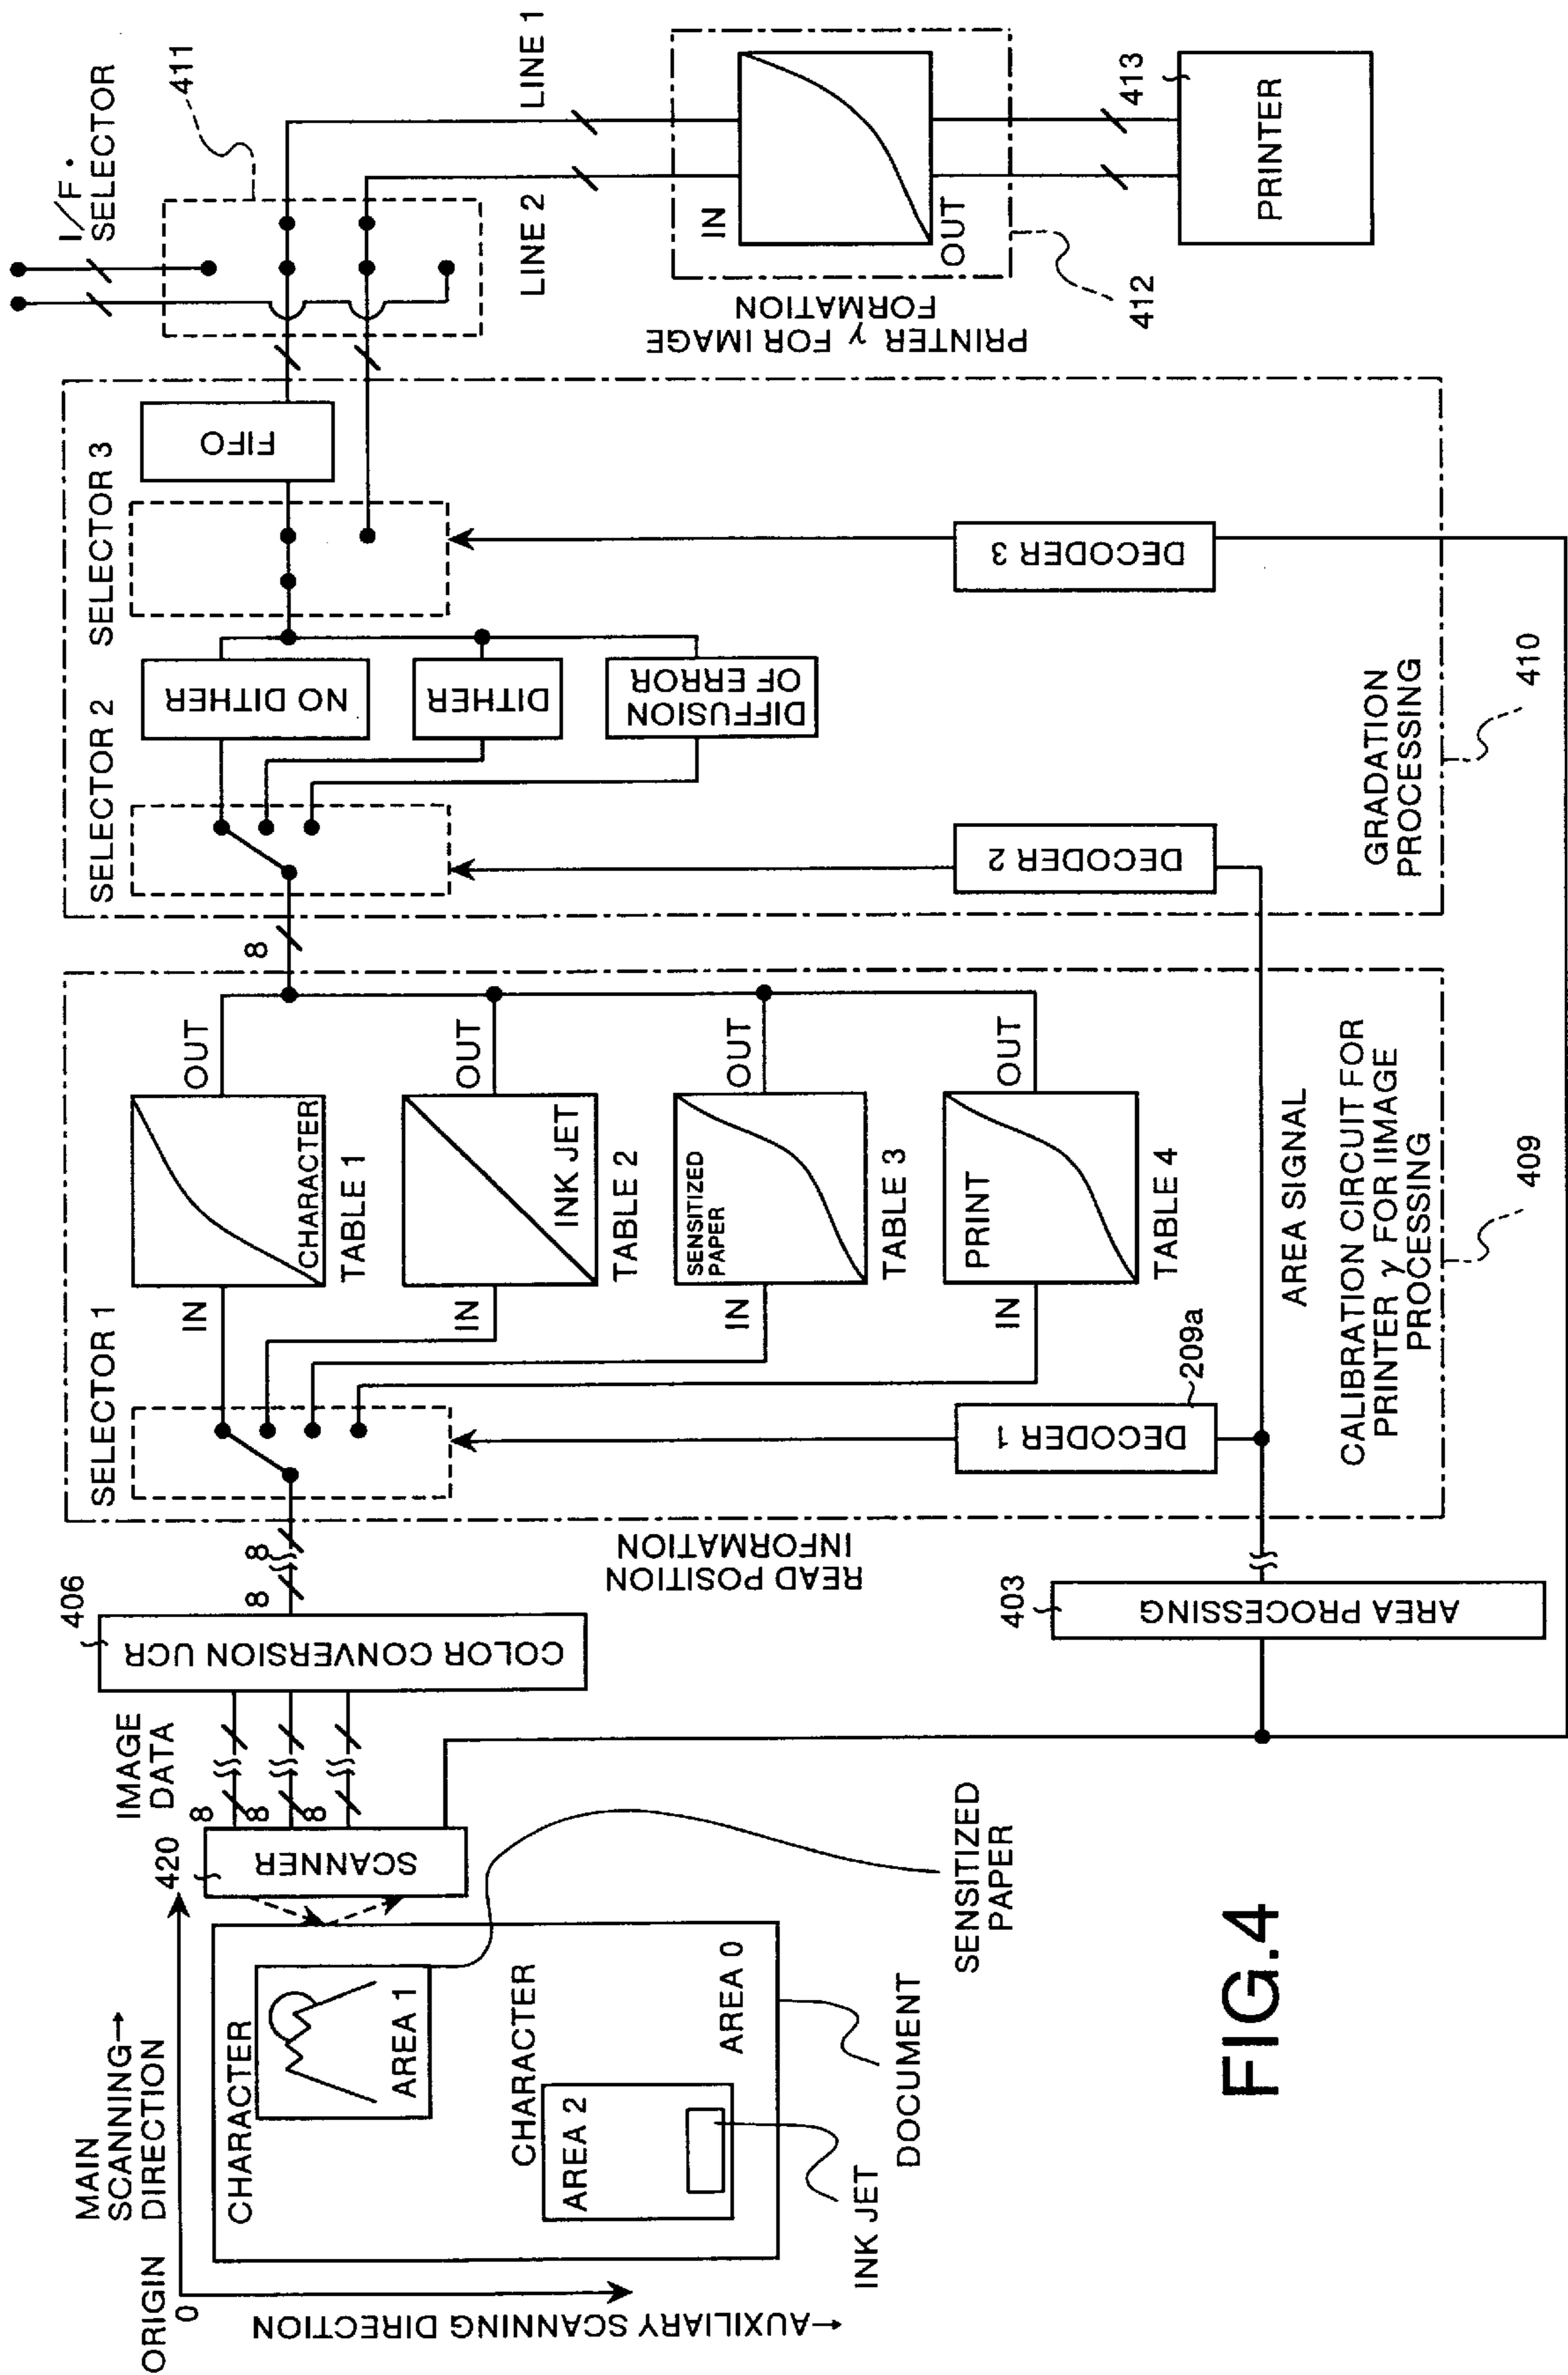 ORIGIN
0
MAIN
SCANNING→
DIRECTION
←AUXILIARY SCANNING DIRECTION
CHARACTER
AREA 1
CHARACTER
AREA 2
AREA 0
INK JET
DOCUMENT
SENSITIZED
PAPER
420
SCANNER
IMAGE
DATA
8
8
8
406
COLOR CONVERSION UCR
8
8
READ POSITION
INFORMATION
403
AREA PROCESSING
SELECTOR 1
IN
CHARACTER
OUT
TABLE 1
IN
INK JET
OUT
TABLE 2
IN
SENSITIZED
PAPER
OUT
TABLE 3
IN
PRINT
OUT
TABLE 4
DECODER 1
209a
AREA SIGNAL
CALIBRATION CIRCUIT FOR
PRINTER γ FOR IIMAGE
PROCESSING
409
8
SELECTOR 2
NO DITHER
DITHER
DIFFUSION
OF ERROR
SELECTOR 3
FIFO
DECODER 2
DECODER 3
GRADATION
PROCESSING
410
I/F・
SELECTOR
411
LINE 2
LINE 1
PRINTER γ FOR IMAGE
FORMATION
IN
OUT
412
413
PRINTER
FIG.4